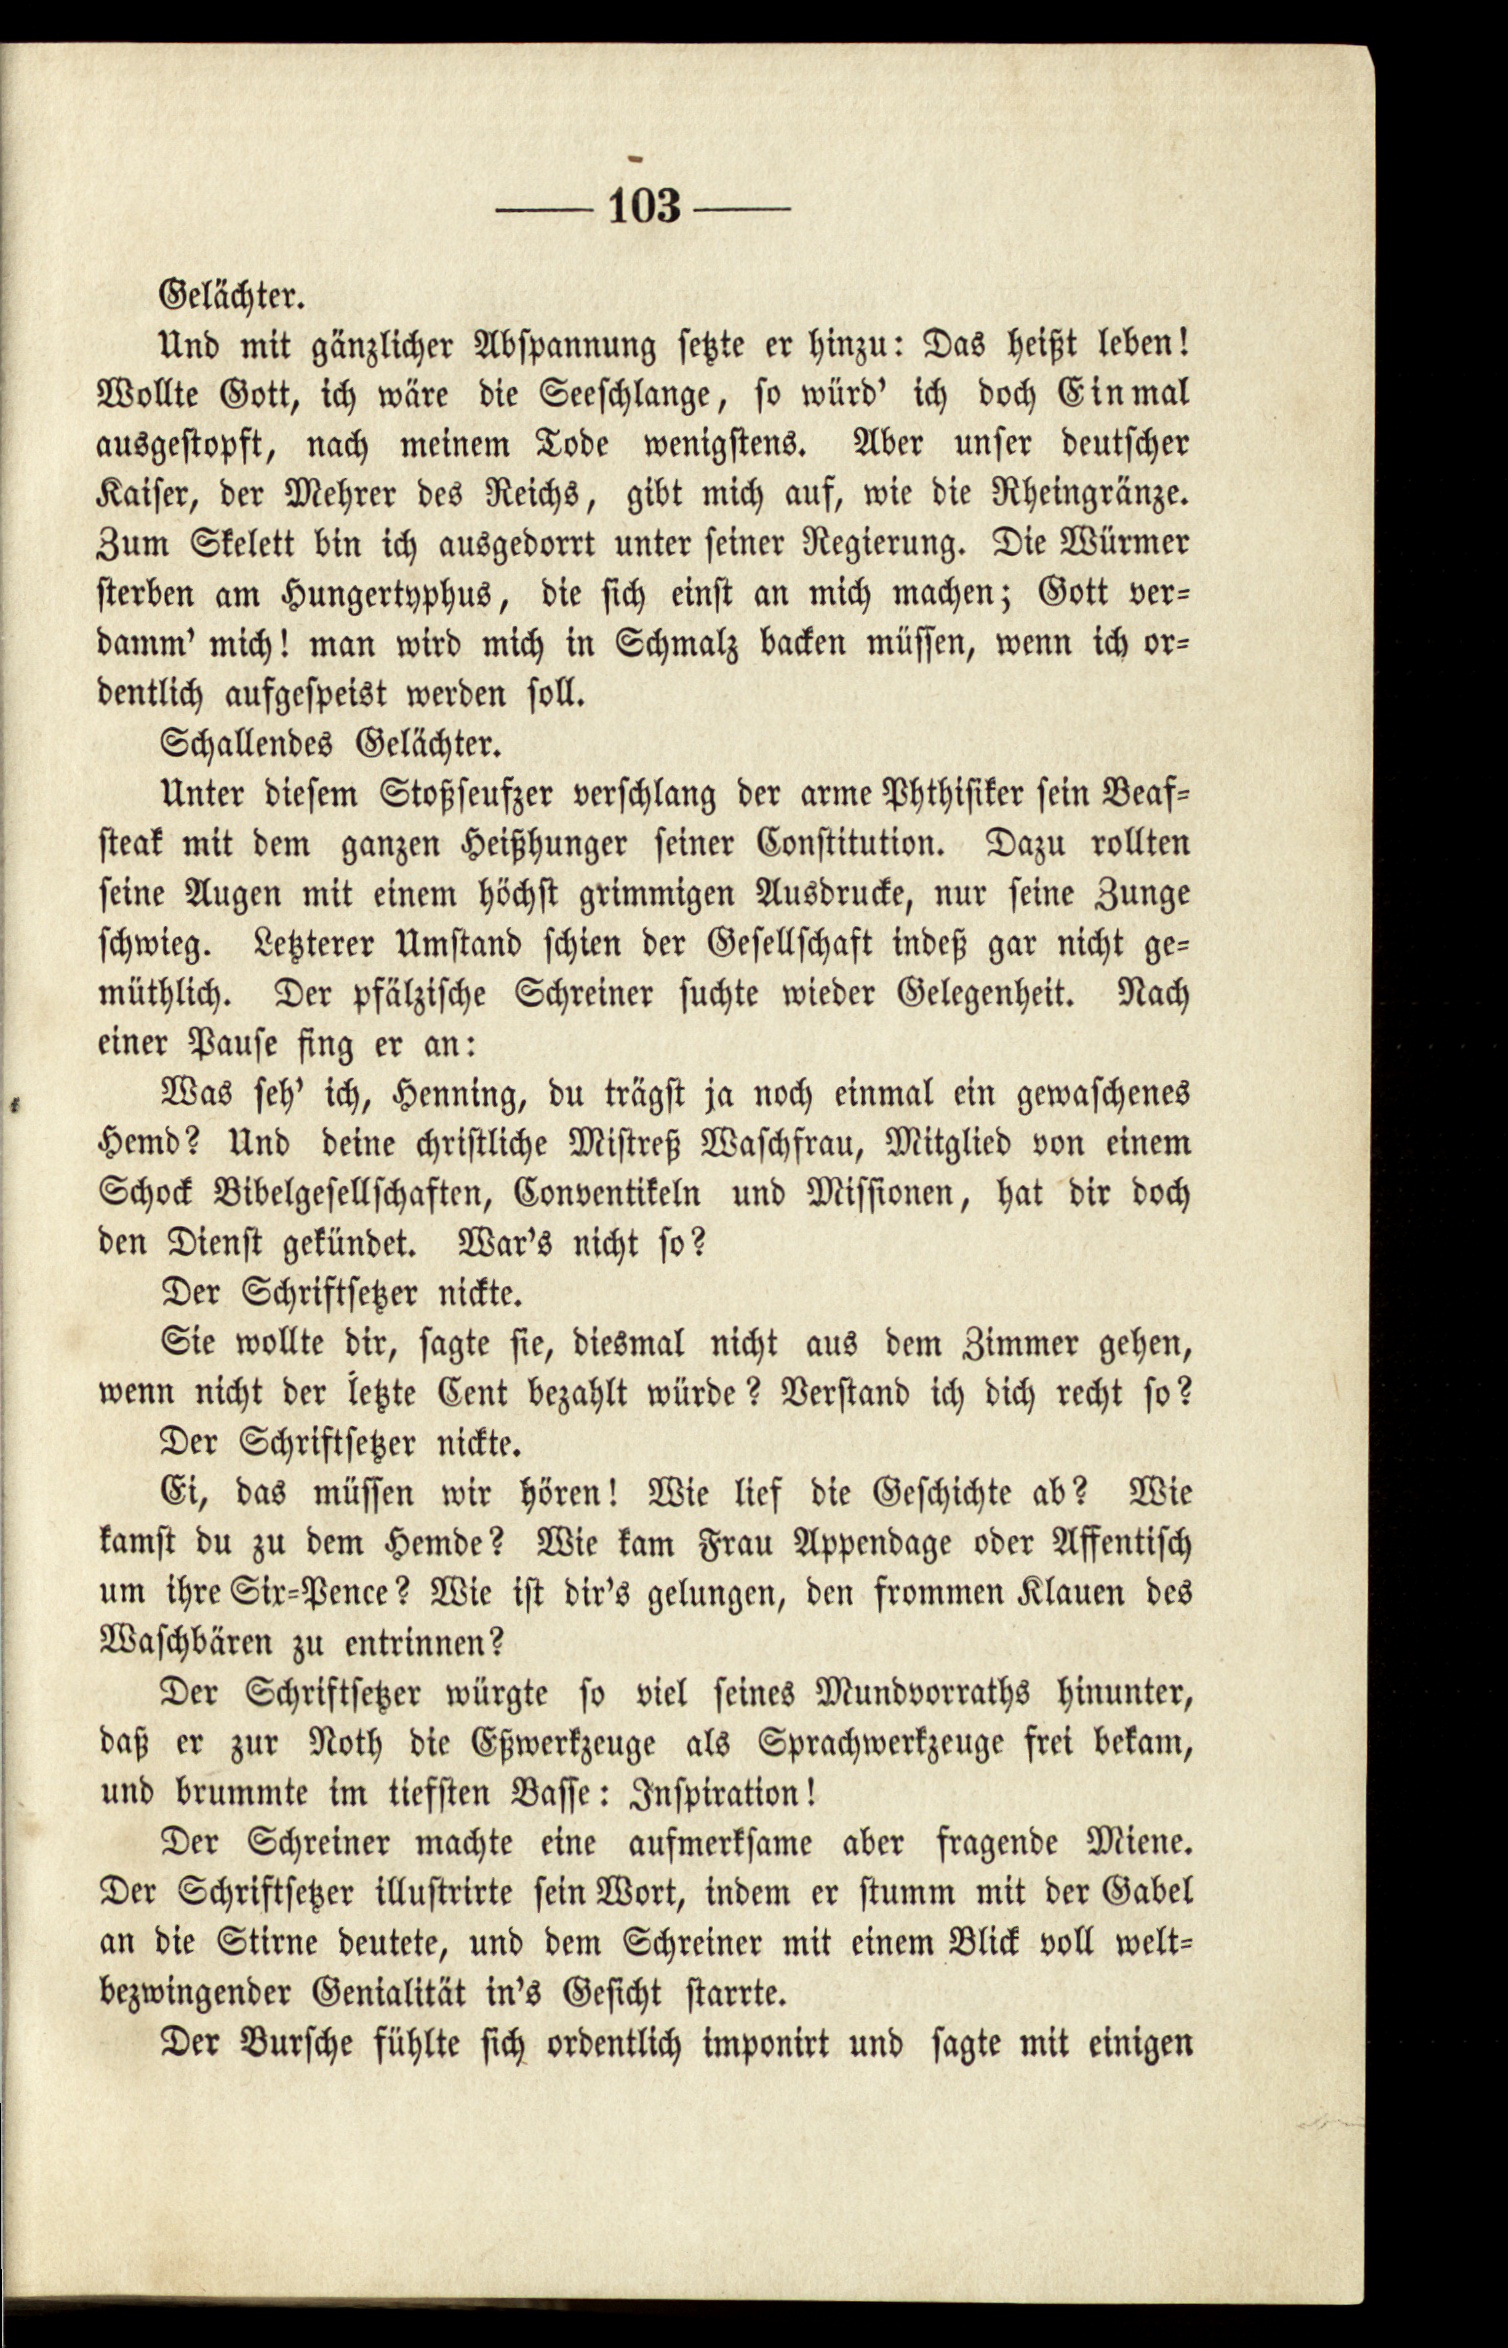 — 103 —
Gelächter.
Und mit gänzlicher Abspannung setzte er hinzu: Das heißt leben!
Wollte Gott, ich wäre die Seeschlange, so würd' ich doch Einmal
ausgestopft, nach meinem Tode wenigstens. Aber unser deutscher
Kaiser, der Mehrer des Reichs, gibt mich auf, wie die Rheingränze.
Zum Skelett bin ich ausgedorrt unter seiner Regierung. Die Würmer
sterben am Hungertyphus, die sich einst an mich machen; Gott ver-
damm' mich! man wird mich in Schmalz backen müssen, wenn ich or-
dentlich aufgespeist werden soll.
Schallendes Gelächter.
Unter diesem Stoßseufzer verschlang der arme Phthisiker sein Beaf-
steak mit dem ganzen Heißhunger seiner Constitution. Dazu rollten
seine Augen mit einem höchst grimmigen Ausdrucke, nur seine Zunge
schwieg. Letzterer Umstand schien der Gesellschaft indeß gar nicht ge-
müthlich. Der pfälzische Schreiner suchte wieder Gelegenheit. Nach
einer Pause fing er an:
Was seh' ich, Henning, du trägst ja noch einmal ein gewaschenes
Hemd? Und deine christliche Mistreß Waschfrau, Mitglied von einem
Schock Bibelgesellschaften, Conventikeln und Missionen, hat dir doch
den Dienst gekündet. War's nicht so?
Der Schriftsetzer nickte.
Sie wollte dir, sagte sie, diesmal nicht aus dem Zimmer gehen,
wenn nicht der letzte Cent bezahlt würde? Verstand ich dich recht so?
Der Schriftsetzer nickte.
Ei, das müssen wir hören! Wie lief die Geschichte ab? Wie
kamst du zu dem Hemde? Wie kam Frau Appendage oder Affentisch
um ihre Six-Pence? Wie ist dir's gelungen, den frommen Klauen des
Waschbären zu entrinnen?
Der Schriftsetzer würgte so viel seines Mundvorraths hinunter,
daß er zur Noth die Eßwerkzeuge als Sprachwerkzeuge frei bekam,
und brummte im tiefsten Basse: Inspiration!
Der Schreiner machte eine aufmerksame aber fragende Miene.
Der Schriftsetzer illustrirte sein Wort, indem er stumm mit der Gabel
an die Stirne deutete, und dem Schreiner mit einem Blick voll welt-
bezwingender Genialität in's Gesicht starrte.
Der Bursche fühlte sich ordentlich imponirt und sagte mit einigen